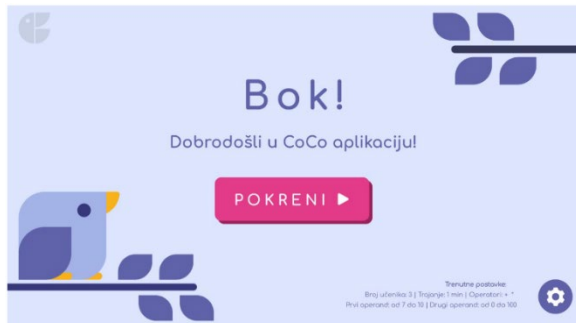 Bok!
Dobrodošli u CoCo aplikaciju!
POKRENI
Trenutne postavke:
Broj učenika: 3 | Trajanje: 1 min | Operatori: + *
Prvi operand: od 7 do 10 | Drugi operand: od 0 do 100